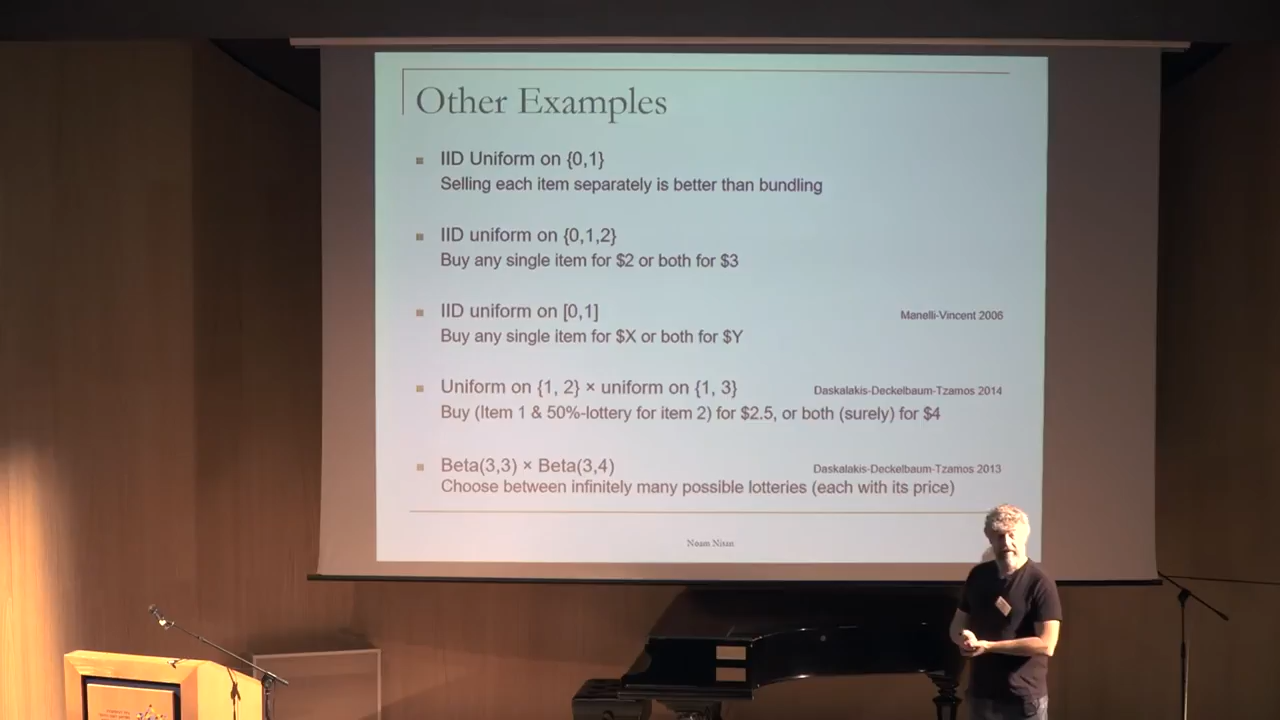 Other Examples
IID Uniform on {0,1}
Selling each item separately is better than bundling
IID uniform on {0,1,2}
Buy any single item for $2 or both for $3
IID uniform on [0,1]
Manelli-Vincent 2006
Buy any single item for $X or both for $Y
Uniform on {1, 2} × uniform on {1, 3}
Daskalakis-Deckelbaum-Tzamos 2014
Buy (Item 1 & 50%-lottery for item 2) for $2.5, or both (surely) for $4
Beta(3,3) × Beta(3,4)
Daskalakis-Deckelbaum-Tzamos 2013
Choose between infinitely many possible lotteries (each with its price)
Noam Nisan